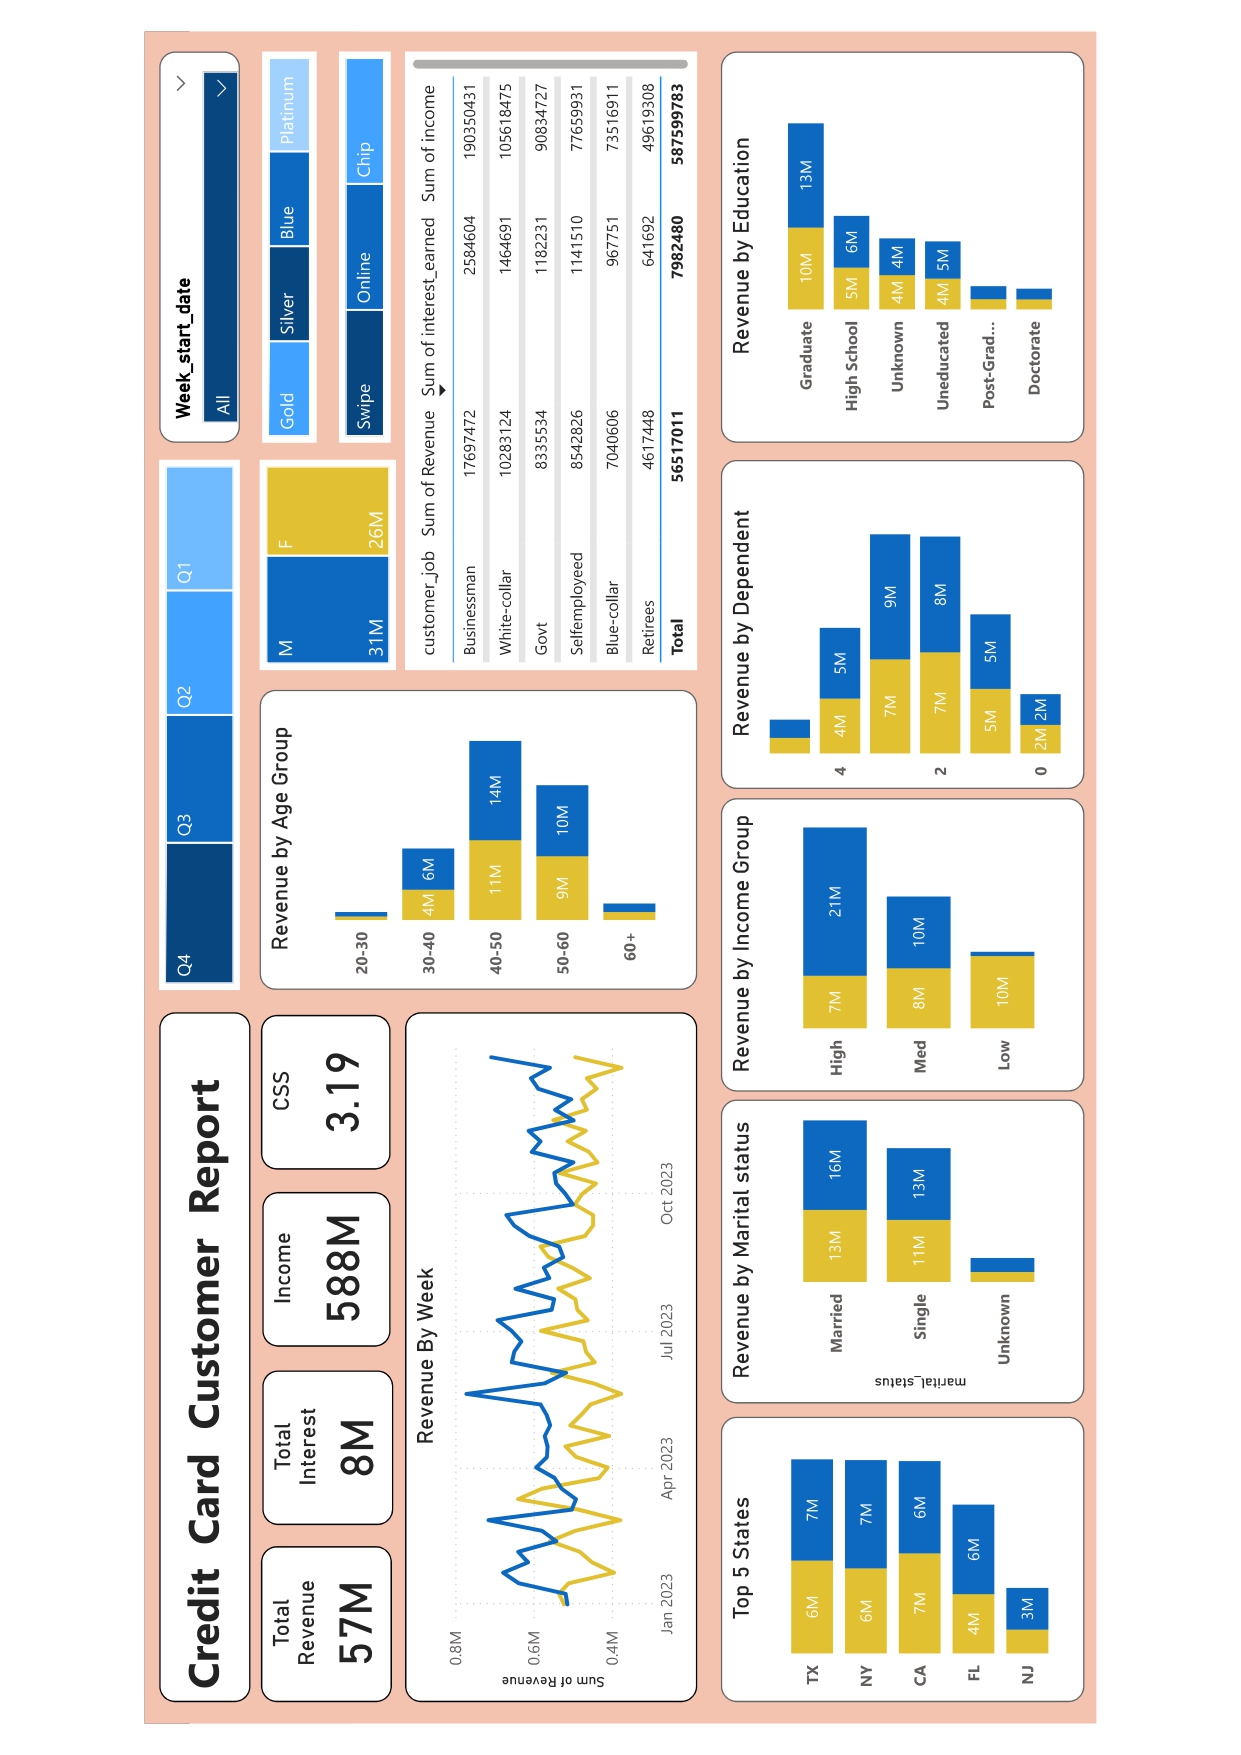 Credit Card Customer Report
Q4 Q3 Q2 Q1
Week_start_date
All
Total
Revenue
57M
Total
Interest
8M
Income
588M
CSS
3.19
Revenue by Age Group
20-30
30-40 4M 6M
40-50 11M 14M
50-60 9M 10M
60+
M F
31M 26M
Gold Silver Blue Platinum
Swipe Online Chip
Revenue By Week
Sum of Revenue
0.8M
0.6M
0.4M
Jan 2023 Apr 2023 Jul 2023 Oct 2023
customer_job Sum of Revenue Sum of interest_earned Sum of income
Businessman 17697472 2584604 190350431
White-collar 10283124 1464691 105618475
Govt 8335534 1182231 90834727
Selfemployeed 8542826 1141510 77659931
Blue-collar 7040606 967751 73516911
Retirees 4617448 641692 49619308
Total 56517011 7982480 587599783
Top 5 States
TX 6M 7M
NY 6M 7M
CA 7M 6M
FL 4M 6M
NJ 3M
Revenue by Marital status
marital_status
Married 13M 16M
Single 11M 13M
Unknown
Revenue by Income Group
High 7M 21M
Med 8M 10M
Low 10M
Revenue by Dependent
4 4M 5M
7M 9M
2 7M 8M
5M 5M
0 2M 2M
Revenue by Education
Graduate 10M 13M
High School 5M 6M
Unknown 4M 4M
Uneducated 4M 5M
Post-Grad...
Doctorate